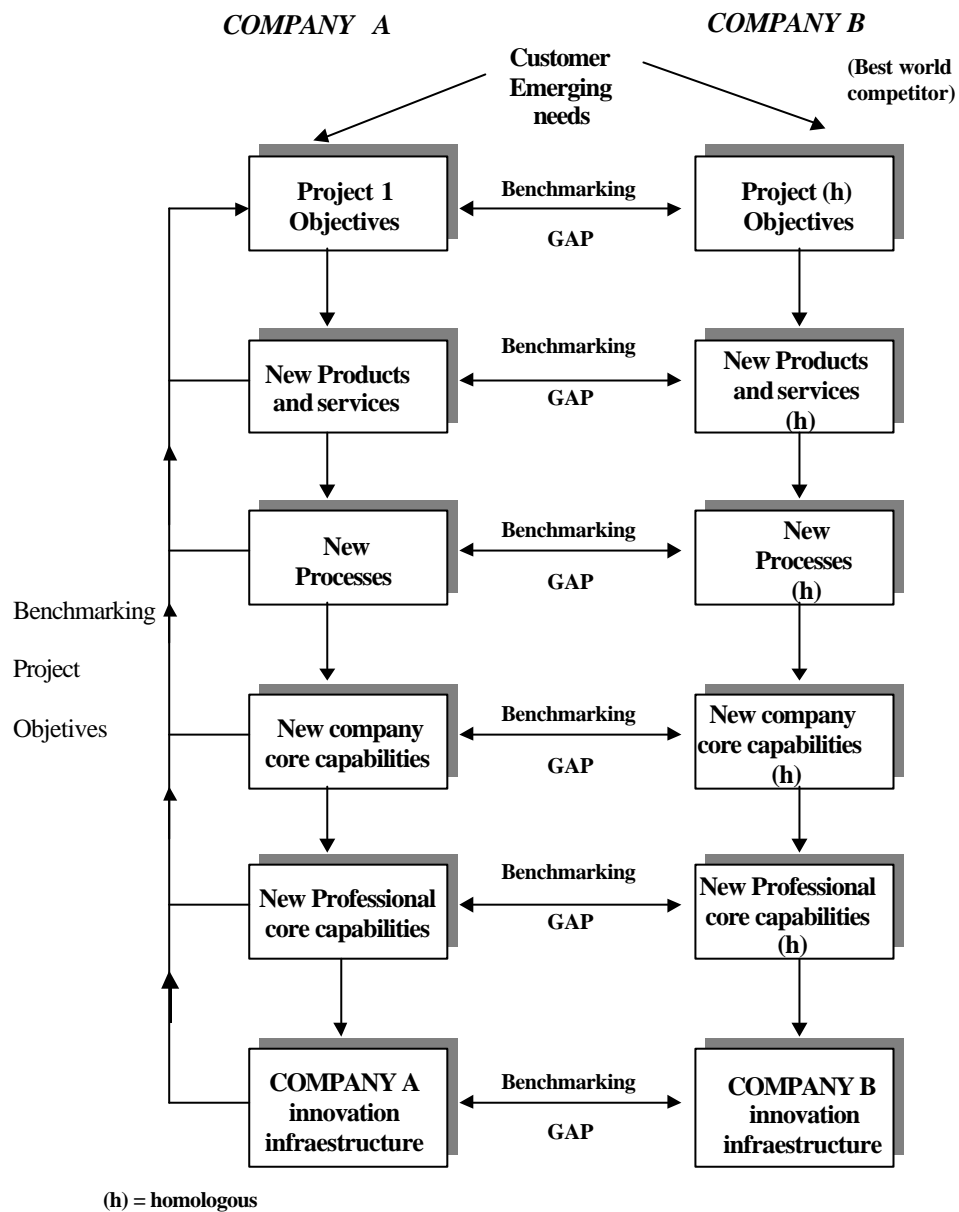 COMPANY A
COMPANY B
Customer
Emerging
needs
(Best world
competitor)
Project 1
Objectives
Benchmarking
GAP
Project (h)
Objectives
New Products
and services
Benchmarking
GAP
New Products
and services
(h)
New
Processes
Benchmarking
GAP
New
Processes
(h)
Benchmarking
Project
Objetives
New company
core capabilities
Benchmarking
GAP
New company
core capabilities
(h)
New Professional
core capabilities
Benchmarking
GAP
New Professional
core capabilities
(h)
COMPANY A
innovation
infraestructure
Benchmarking
GAP
COMPANY B
innovation
infraestructure
(h) = homologous